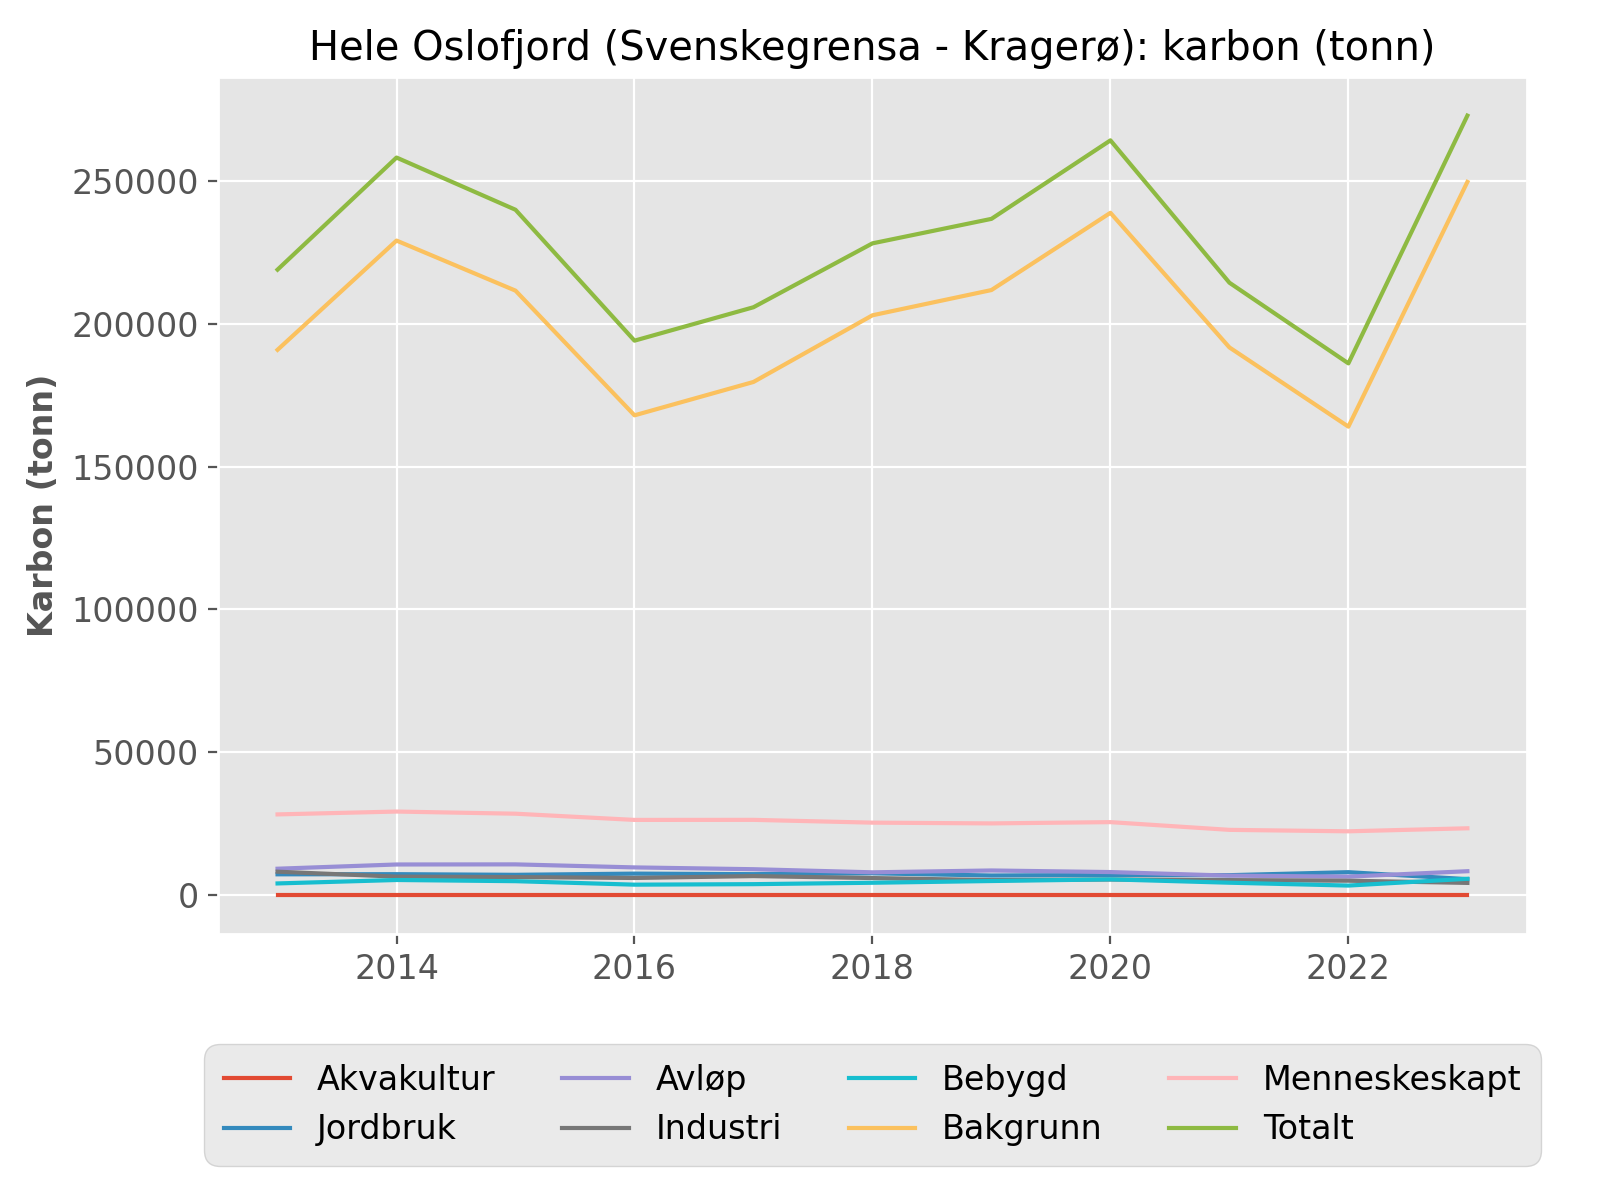 Hele Oslofjord (Svenskegrensa - Kragerø): karbon (tonn)
Karbon (tonn)
250000
200000
150000
100000
50000
0
2014 2016 2018 2020 2022
Akvakultur Avløp Bebygd Menneskeskapt
Jordbruk Industri Bakgrunn Totalt